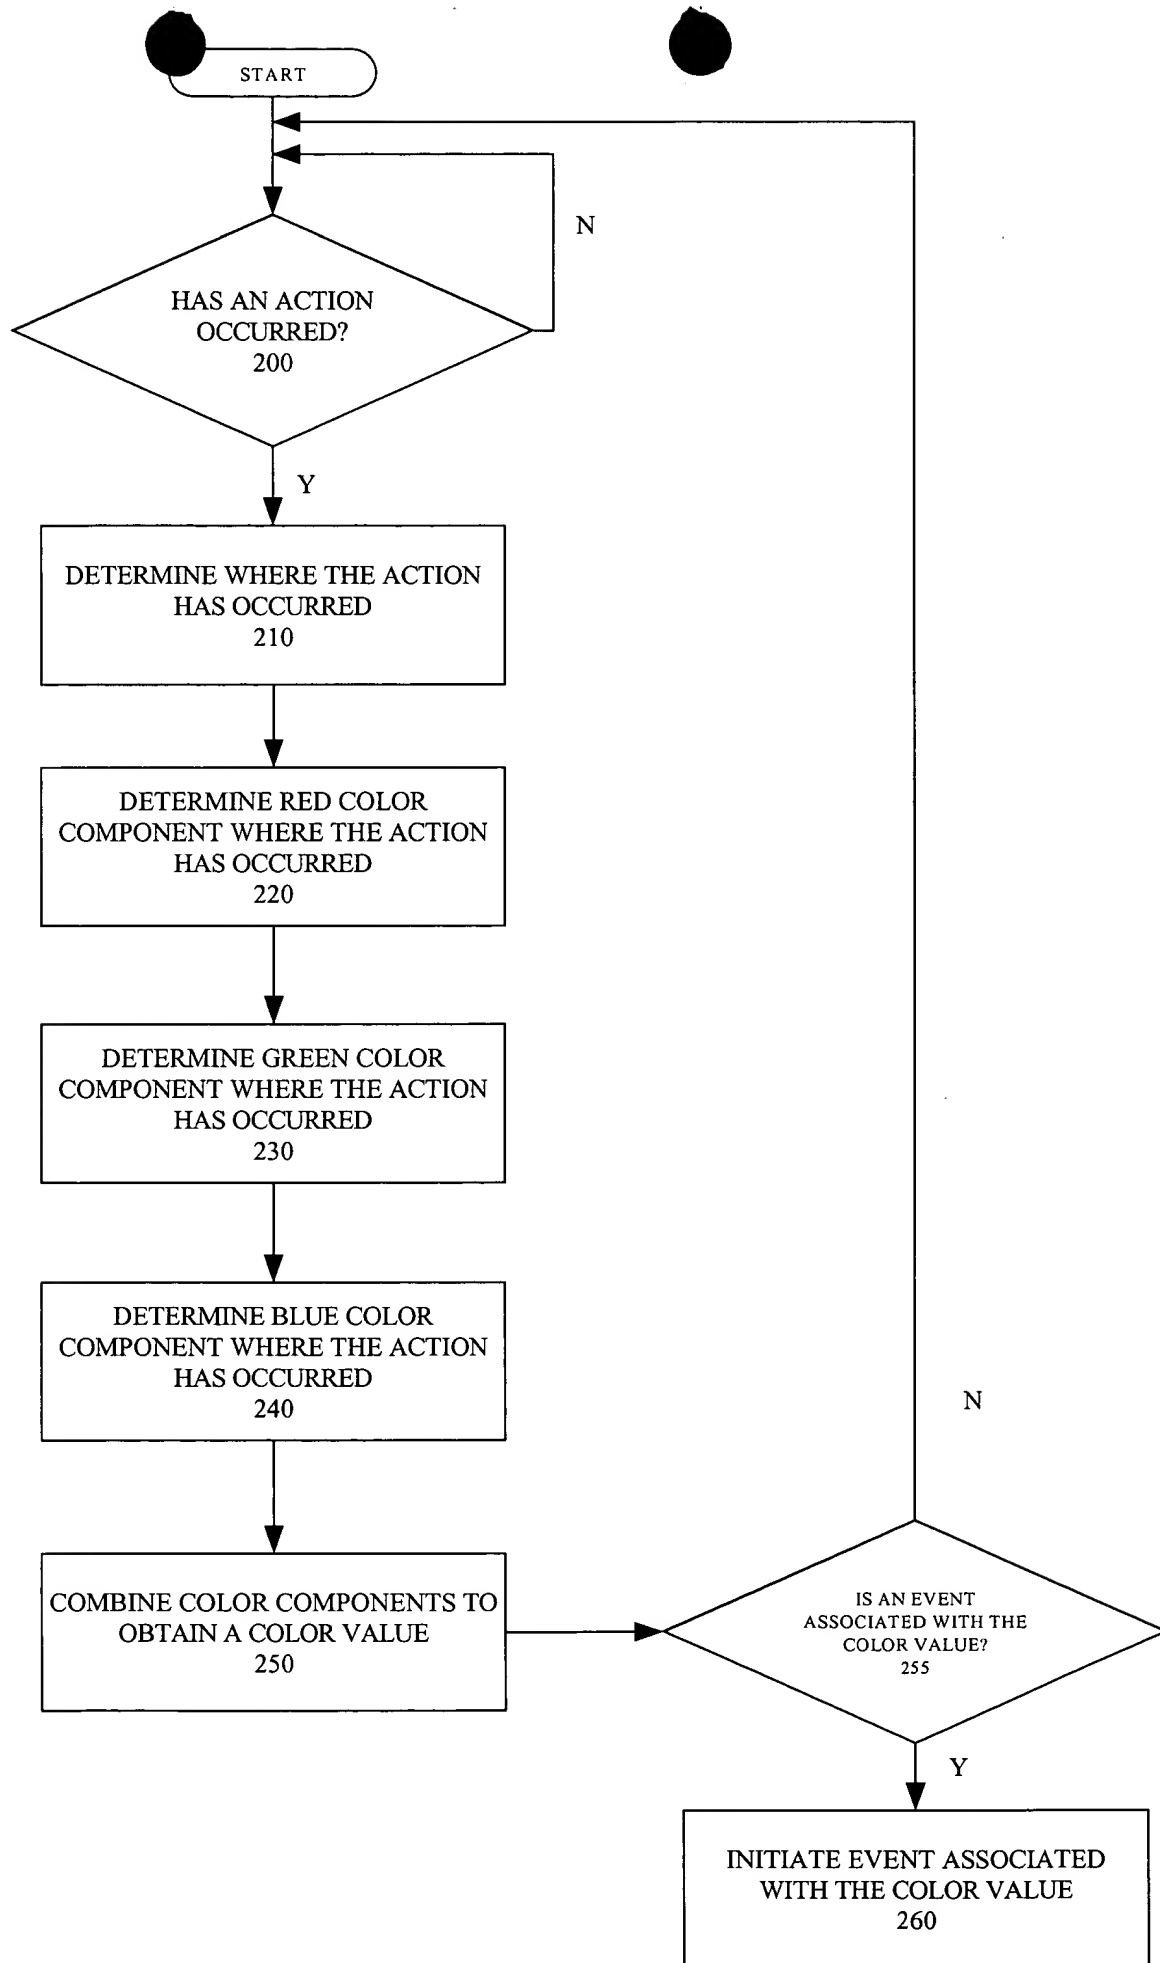 START
N
HAS AN ACTION
OCCURRED?
200
Y
DETERMINE WHERE THE ACTION
HAS OCCURRED
210
DETERMINE RED COLOR
COMPONENT WHERE THE ACTION
HAS OCCURRED
220
DETERMINE GREEN COLOR
COMPONENT WHERE THE ACTION
HAS OCCURRED
230
DETERMINE BLUE COLOR
COMPONENT WHERE THE ACTION
HAS OCCURRED
240
N
COMBINE COLOR COMPONENTS TO
OBTAIN A COLOR VALUE
250
IS AN EVENT
ASSOCIATED WITH THE
COLOR VALUE?
255
Y
INITIATE EVENT ASSOCIATED
WITH THE COLOR VALUE
260